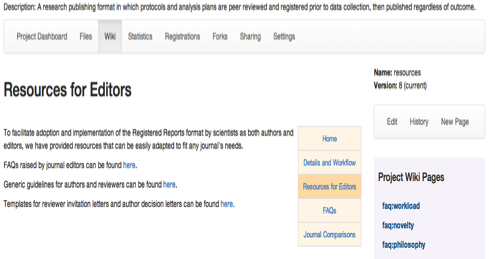 Description: A research publishing format in which protocols and analysis plans are peer reviewed and registered prior to data collection, then published regardless of outcome.
Project Dashboard Files Wiki Statistics Registrations Forks Sharing Settings
Resources for Editors
To facilitate adoption and implementation of the Registered Reports format by scientists as both authors and
editors, we have provided resources that can be easily adapted to fit any journal's needs.
FAQs raised by journal editors can be found here.
Generic guidelines for authors and reviewers can be found here.
Templates for reviewer invitation letters and author decision letters can be found here.
Home
Details and Workflow
Resources for Editors
FAQs
Journal Comparisons
Name: resources
Version: 8 (current)
Edit History New Page
Project Wiki Pages
faq:workload
faq:novelty
faq:philosophy